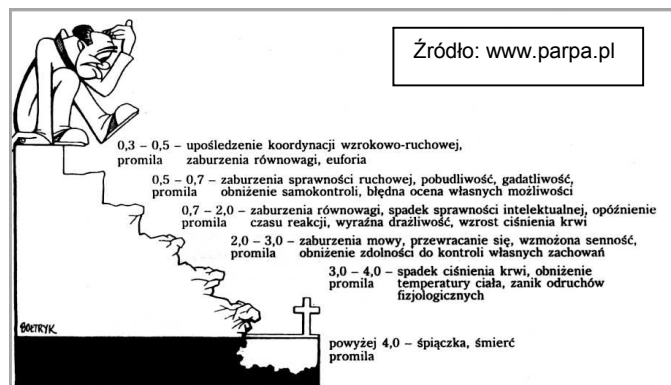 Źródło: www.parpa.pl
0,3 – 0,5 – upośledzenie koordynacji wzrokowo-ruchowej,
promila zaburzenia równowagi, euforia
0,5 – 0,7 – zaburzenia sprawności ruchowej, pobudliwość, gadatliwość,
promila obniżenie samokontroli, błędna ocena własnych możliwości
0,7 – 2,0 – zaburzenia równowagi, spadek sprawności intelektualnej, opóźnienie
promila czasu reakcji, wyraźna drażliwość, wzrost ciśnienia krwi
2,0 – 3,0 – zaburzenia mowy, przewracanie się, wzmożona senność,
promila obniżenie zdolności do kontroli własnych zachowań
3,0 – 4,0 – spadek ciśnienia krwi, obniżenie
promila temperatury ciała, zanik odruchów
fizjologicznych
BOŁTRYK
powyżej 4,0 – śpiączka, śmierć
promila